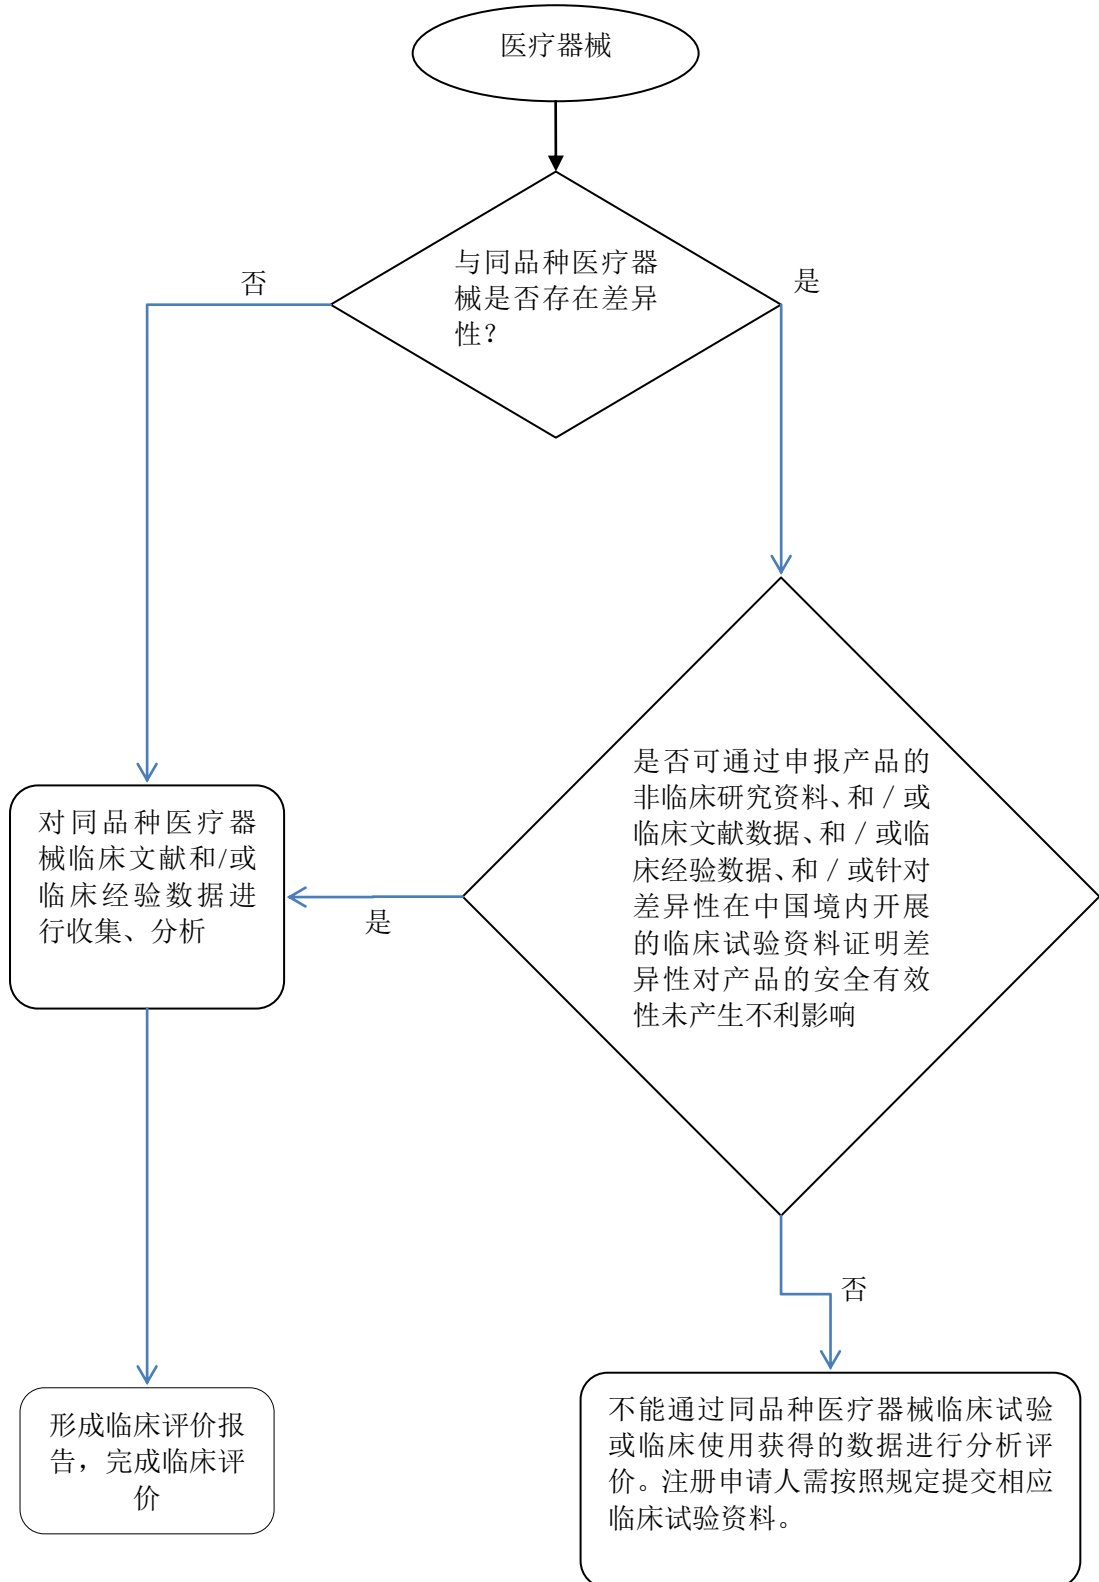 医疗器械
与同品种医疗器
械是否存在差异
性？
否
是
是否可通过申报产品的
非临床研究资料、和／或
临床文献数据、和／或临
床经验数据、和／或针对
差异性在中国境内开展
的临床试验资料证明差
异性对产品的安全有效
性未产生不利影响
对同品种医疗器
械临床文献和/或
临床经验数据进
行收集、分析
是
否
形成临床评价报
告，完成临床评
价
不能通过同品种医疗器械临床试验
或临床使用获得的数据进行分析评
价。注册申请人需按照规定提交相应
临床试验资料。